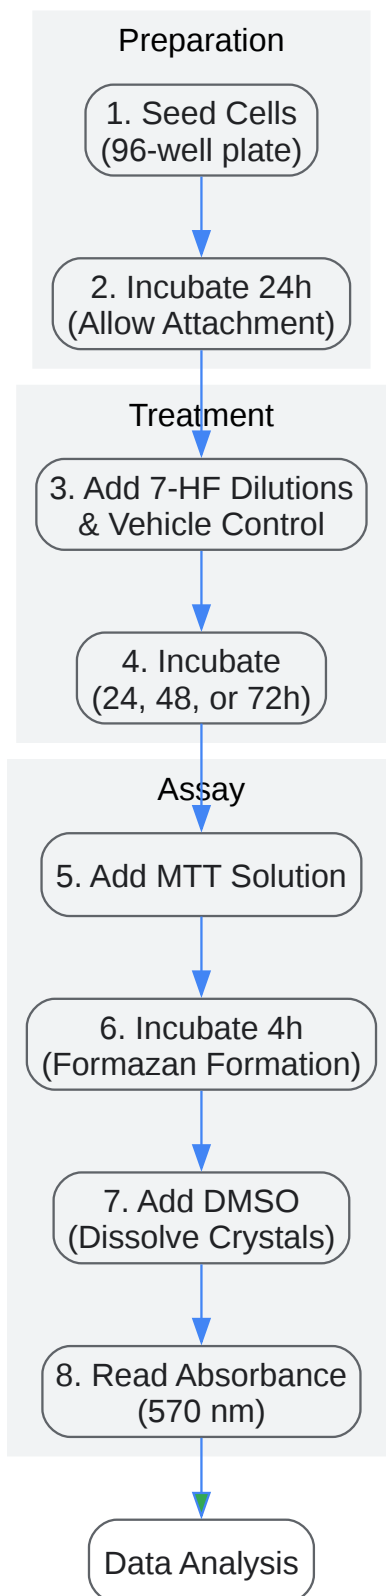 Preparation
1. Seed Cells
(96-well plate)
2. Incubate 24h
(Allow Attachment)
Treatment
3. Add 7-HF Dilutions
& Vehicle Control
4. Incubate
(24, 48, or 72h)
Assay
5. Add MTT Solution
6. Incubate 4h
(Formazan Formation)
7. Add DMSO
(Dissolve Crystals)
8. Read Absorbance
(570 nm)
Data Analysis